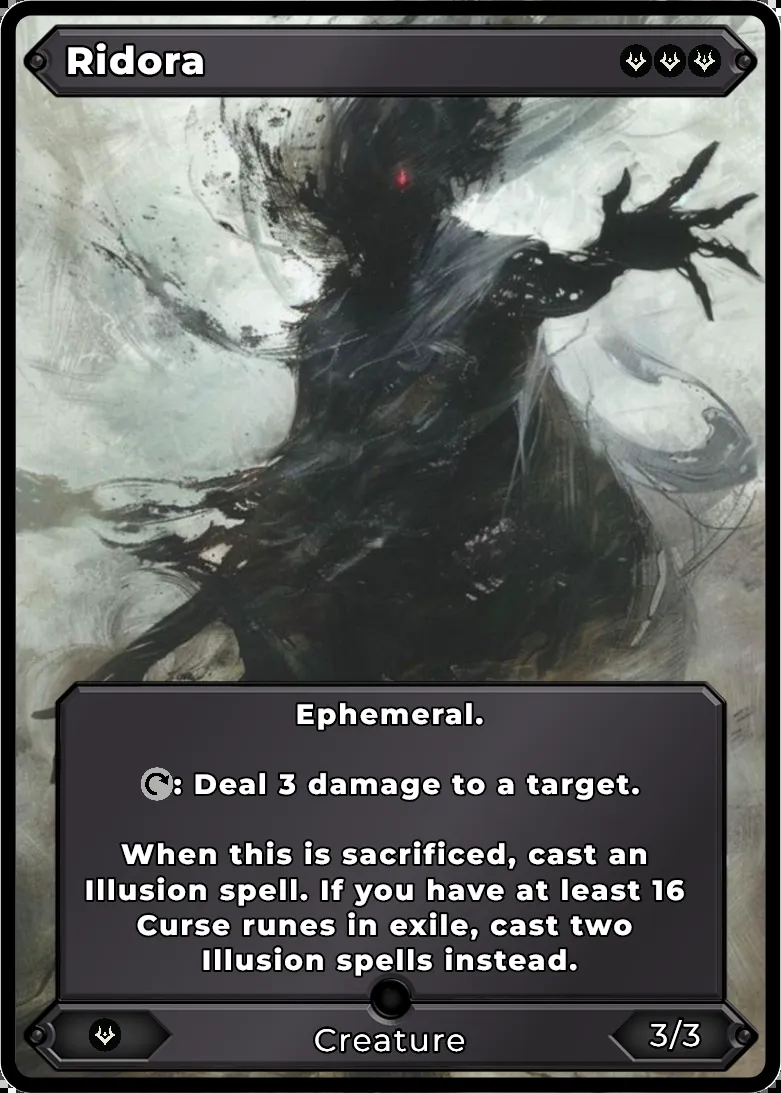 Ridora
Ephemeral.
: Deal 3 damage to a target.
When this is sacrificed, cast an
Illusion spell. If you have at least 16
Curse runes in exile, cast two
Illusion spells instead.
Creature
3/3